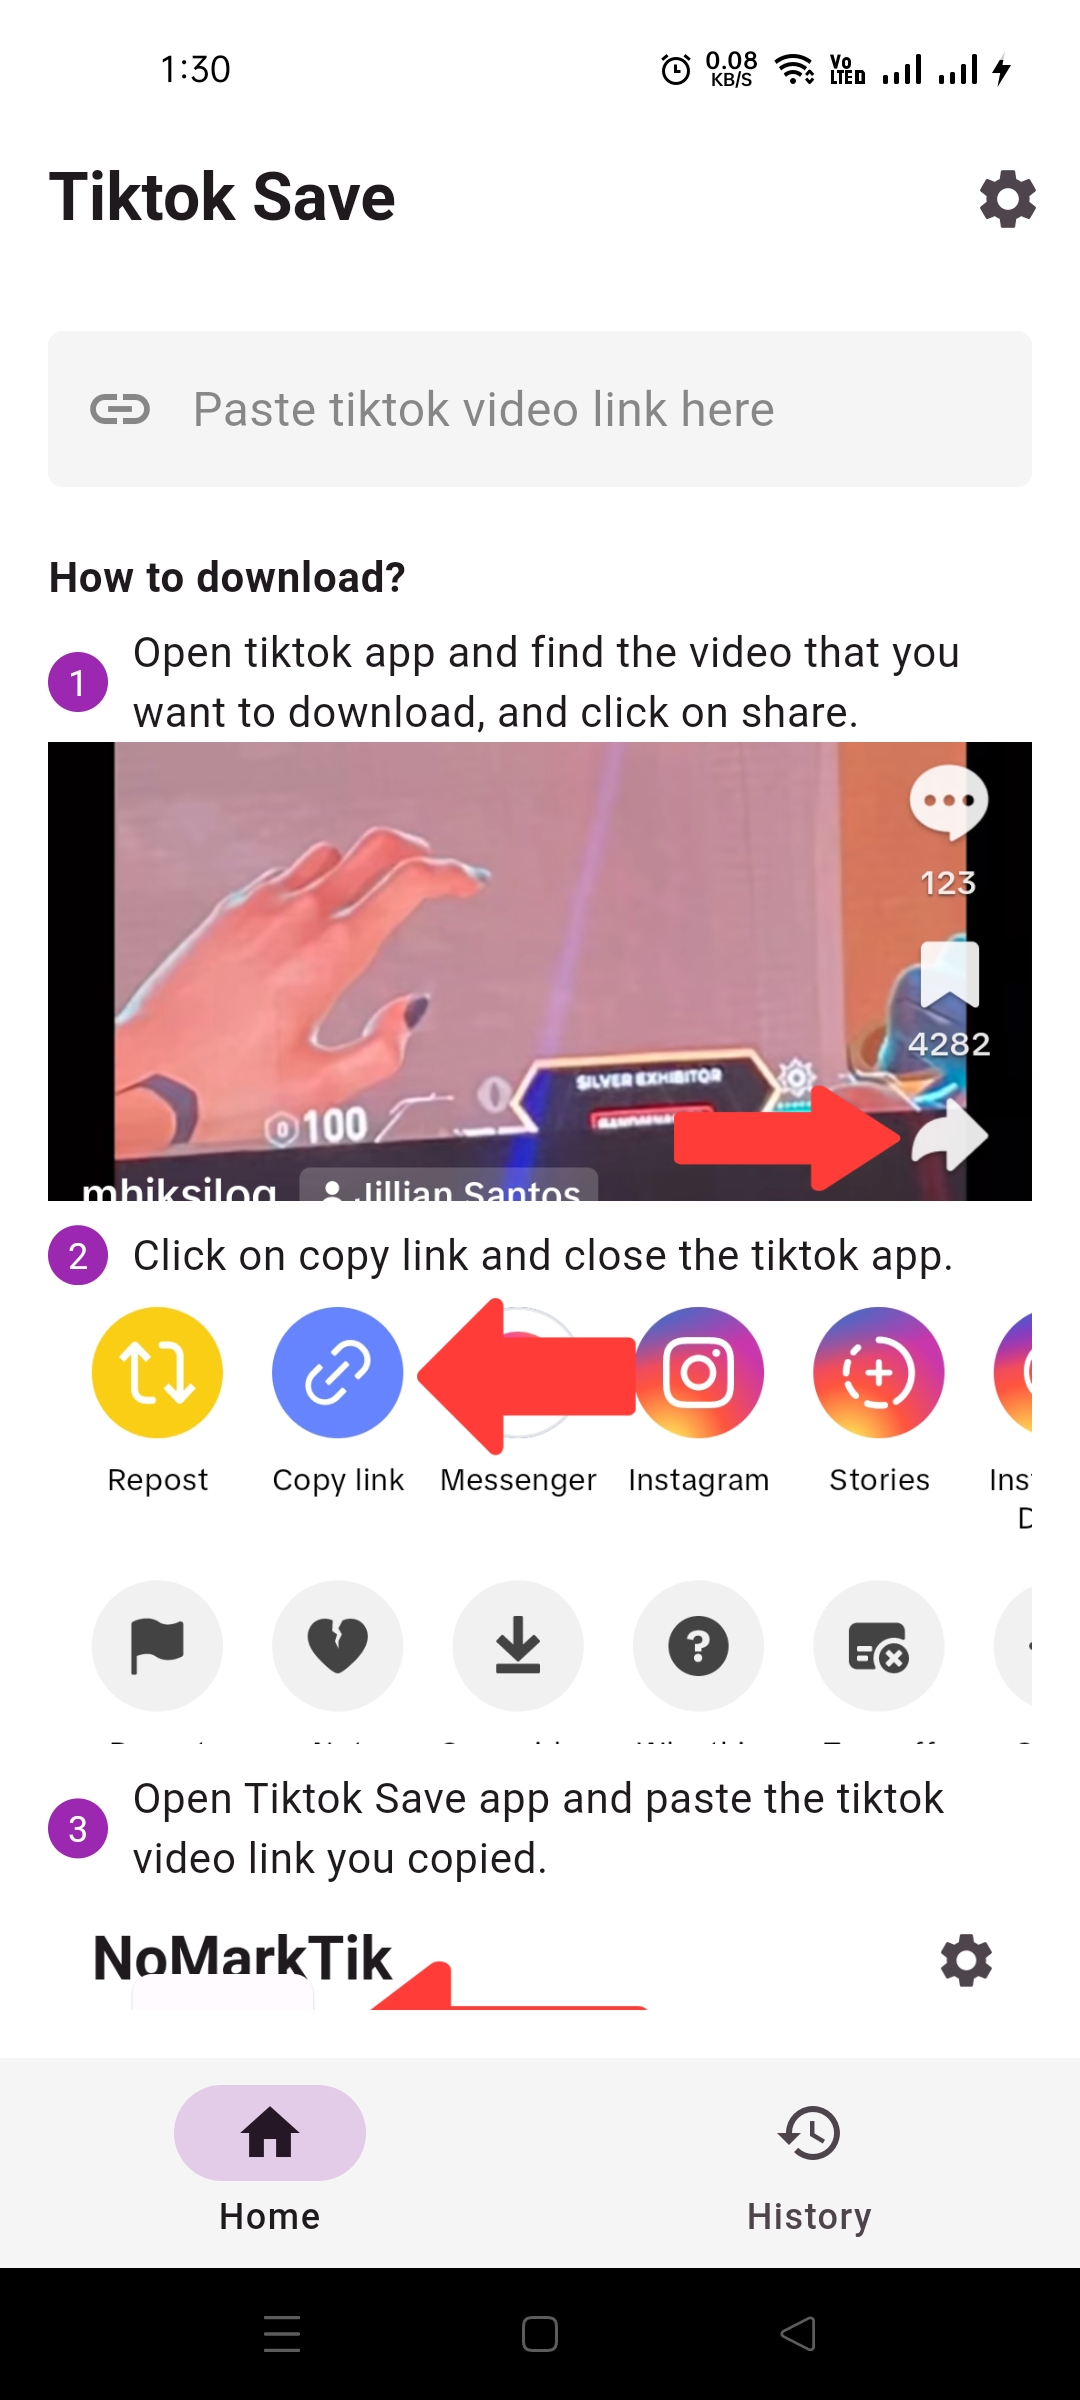 1:30
0.08
KB/S
Vo
LTE
Tiktok Save
Paste tiktok video link here
How to download?
1
Open tiktok app and find the video that you
want to download, and click on share.
123
4282
SILVER EXHIBITOR
100
mhiksilog
Jillian Santos
2
Click on copy link and close the tiktok app.
Repost
Copy link
Messenger
Instagram
Stories
3
Open Tiktok Save app and paste the tiktok
video link you copied.
NoMarkTik
Home
History